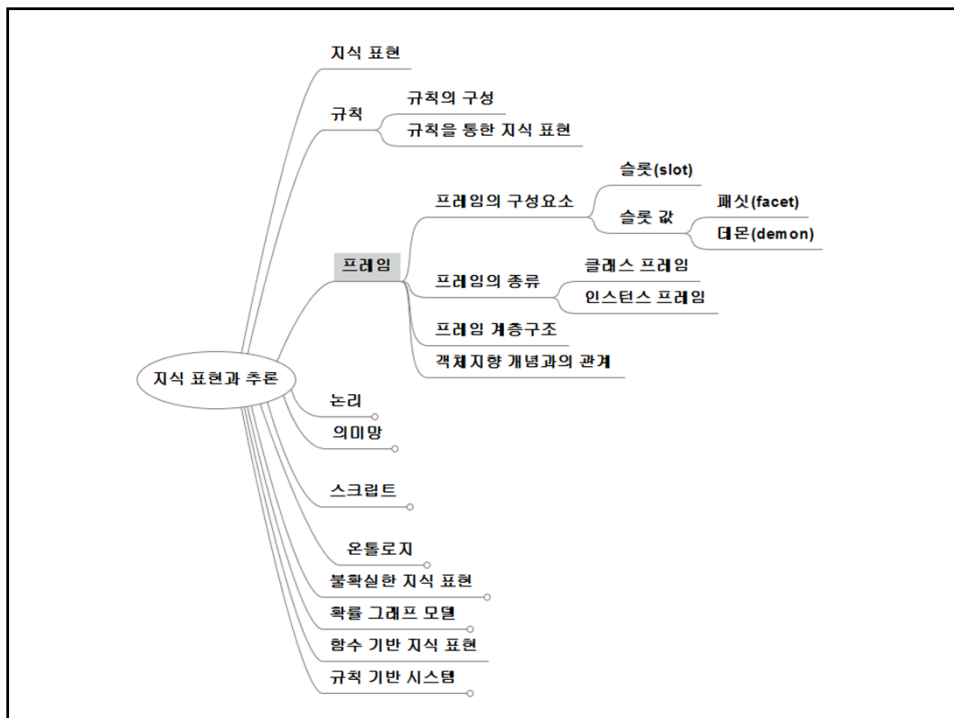 지식 표현
규칙
규칙의 구성
규칙을 통한 지식 표현
프레임
프레임의 구성요소
슬롯(slot)
슬롯 값
패싯(facet)
데몬(demon)
프레임의 종류
클래스 프레임
인스턴스 프레임
프레임 계층구조
객체지향 개념과의 관계
지식 표현과 추론
논리
의미망
스크립트
온톨로지
불확실한 지식 표현
확률 그래프 모델
함수 기반 지식 표현
규칙 기반 시스템